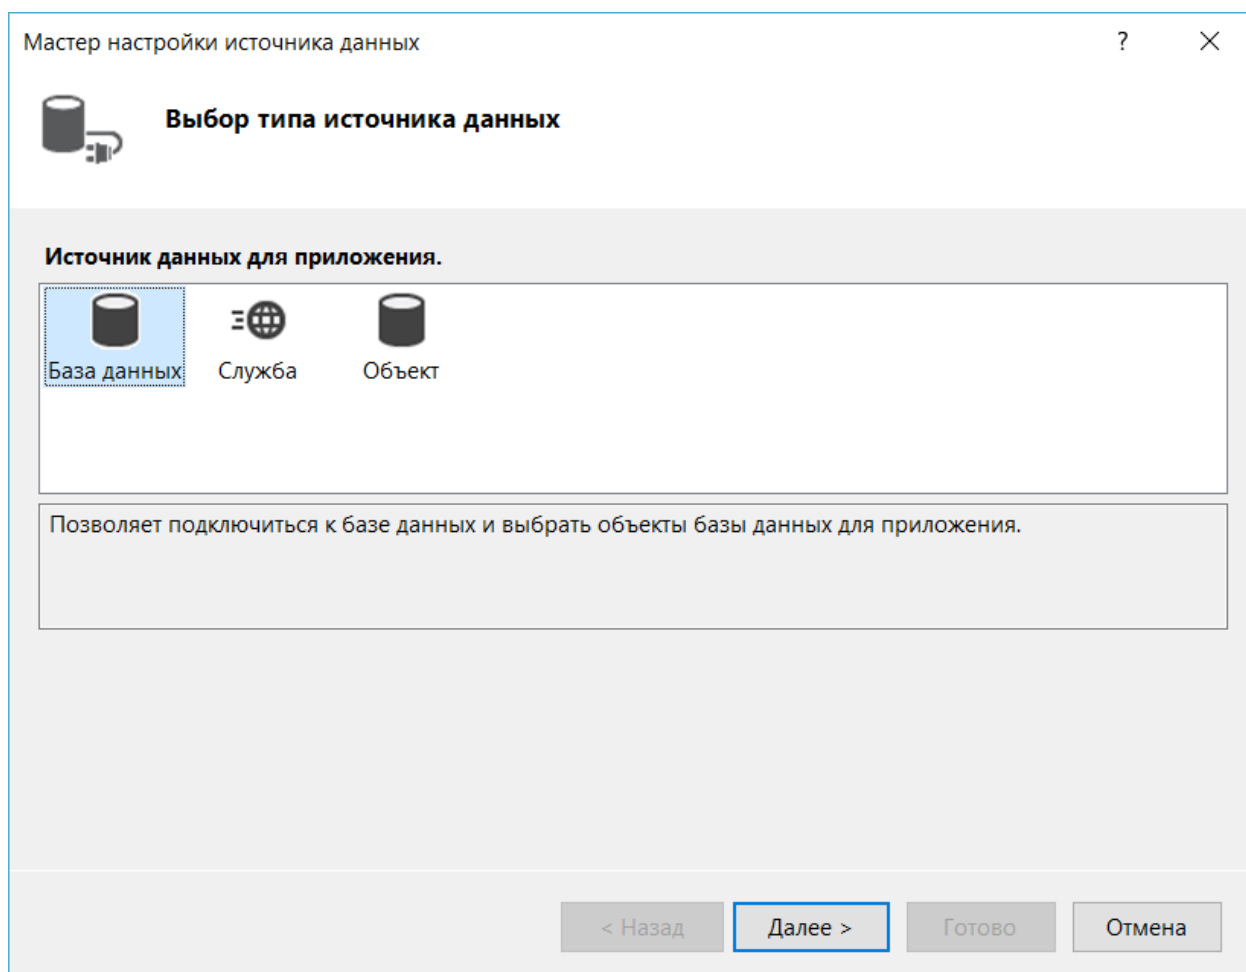 Мастер настройки источника данных ?
Выбор типа источника данных
Источник данных для приложения.
База данных Служба Объект
Позволяет подключиться к базе данных и выбрать объекты базы данных для приложения.
< Назад Далее > Готово Отмена